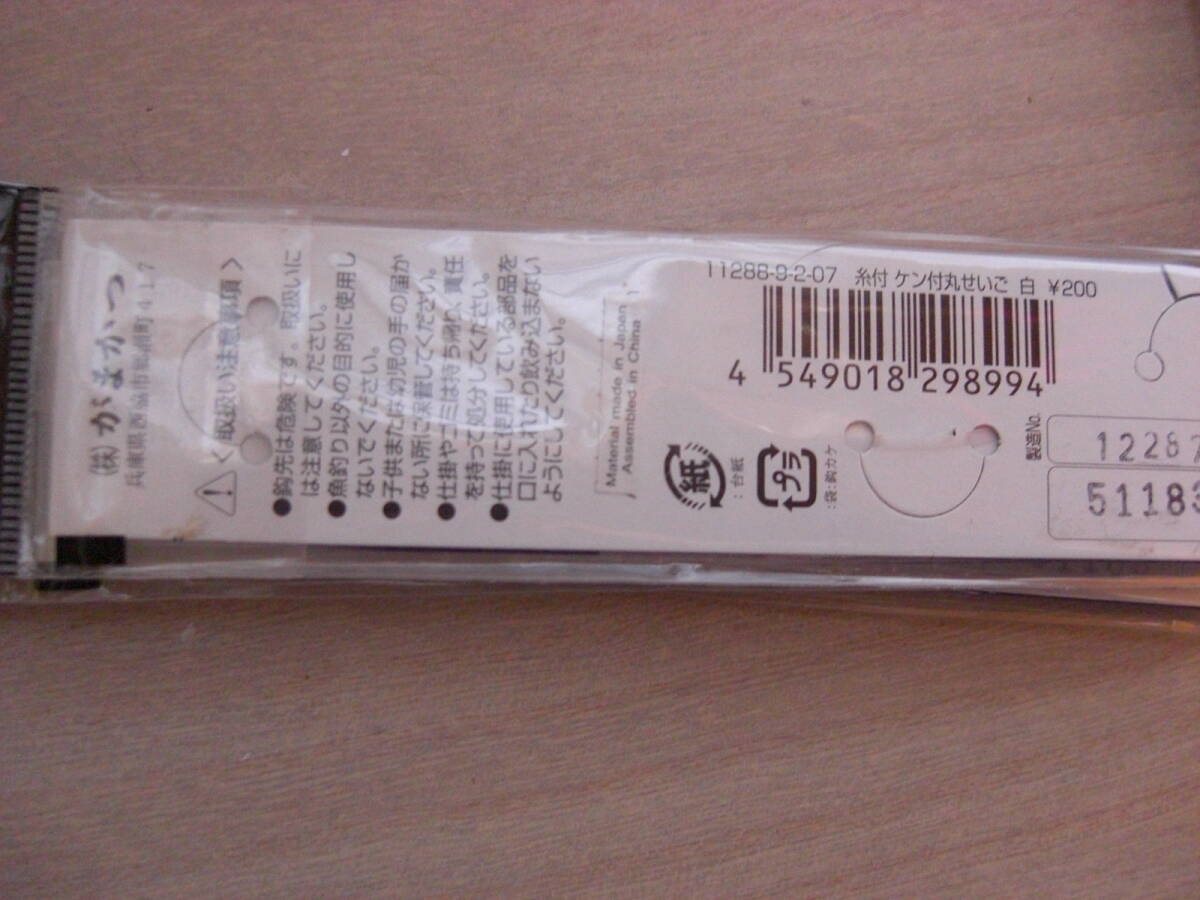 (株) がまかつ
兵庫県西脇市郷瀬町417
<取扱い注意事項>
●鈎先は危険です。取扱いに
は注意してください。
●魚釣り以外の目的に使用し
ないでください。
●子供または幼児の手の届か
ない所に保管してください。
●仕掛や
は持ち帰り、責任
を持って処分してください。
●仕掛に使用している部品を
口に入れたり飲み込まない
ようにしてください。
Material made in Japan
Assembled in China
11288-9-2-07 糸付 ケン付丸せいご 白 ¥200
4 549018 298994
紙
:台紙
プラ
:袋・鈎カケ
製造No.
12287
51183